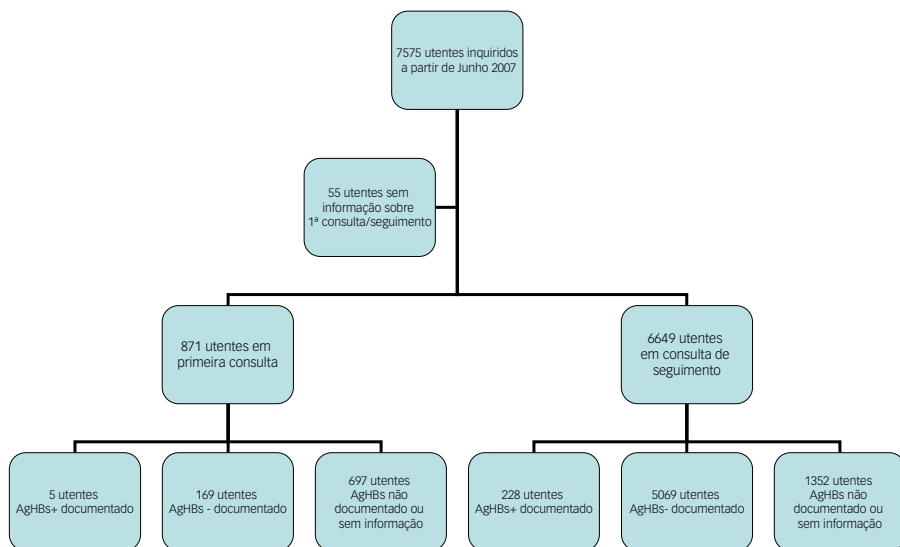 7575 utentes inquiridos
a partir de Junho 2007
55 utentes sem
informação sobre
1ª consulta/seguimento
871 utentes em
primeira consulta
6649 utentes
em consulta de
seguimento
5 utentes
AgHBs+ documentado
169 utentes
AgHBs - documentado
697 utentes
AgHBs não
documentado ou
sem informação
228 utentes
AgHBs+ documentado
5069 utentes
AgHBs- documentado
1352 utentes
AgHBs não
documentado ou
sem informação